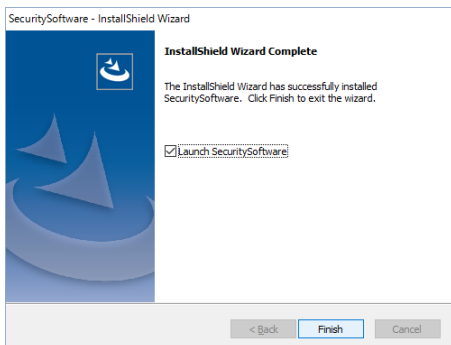 SecuritySoftware - InstallShield Wizard
InstallShield Wizard Complete
The InstallShield Wizard has successfully installed
SecuritySoftware. Click Finish to exit the wizard.
Launch SecuritySoftware
< Back
Finish
Cancel